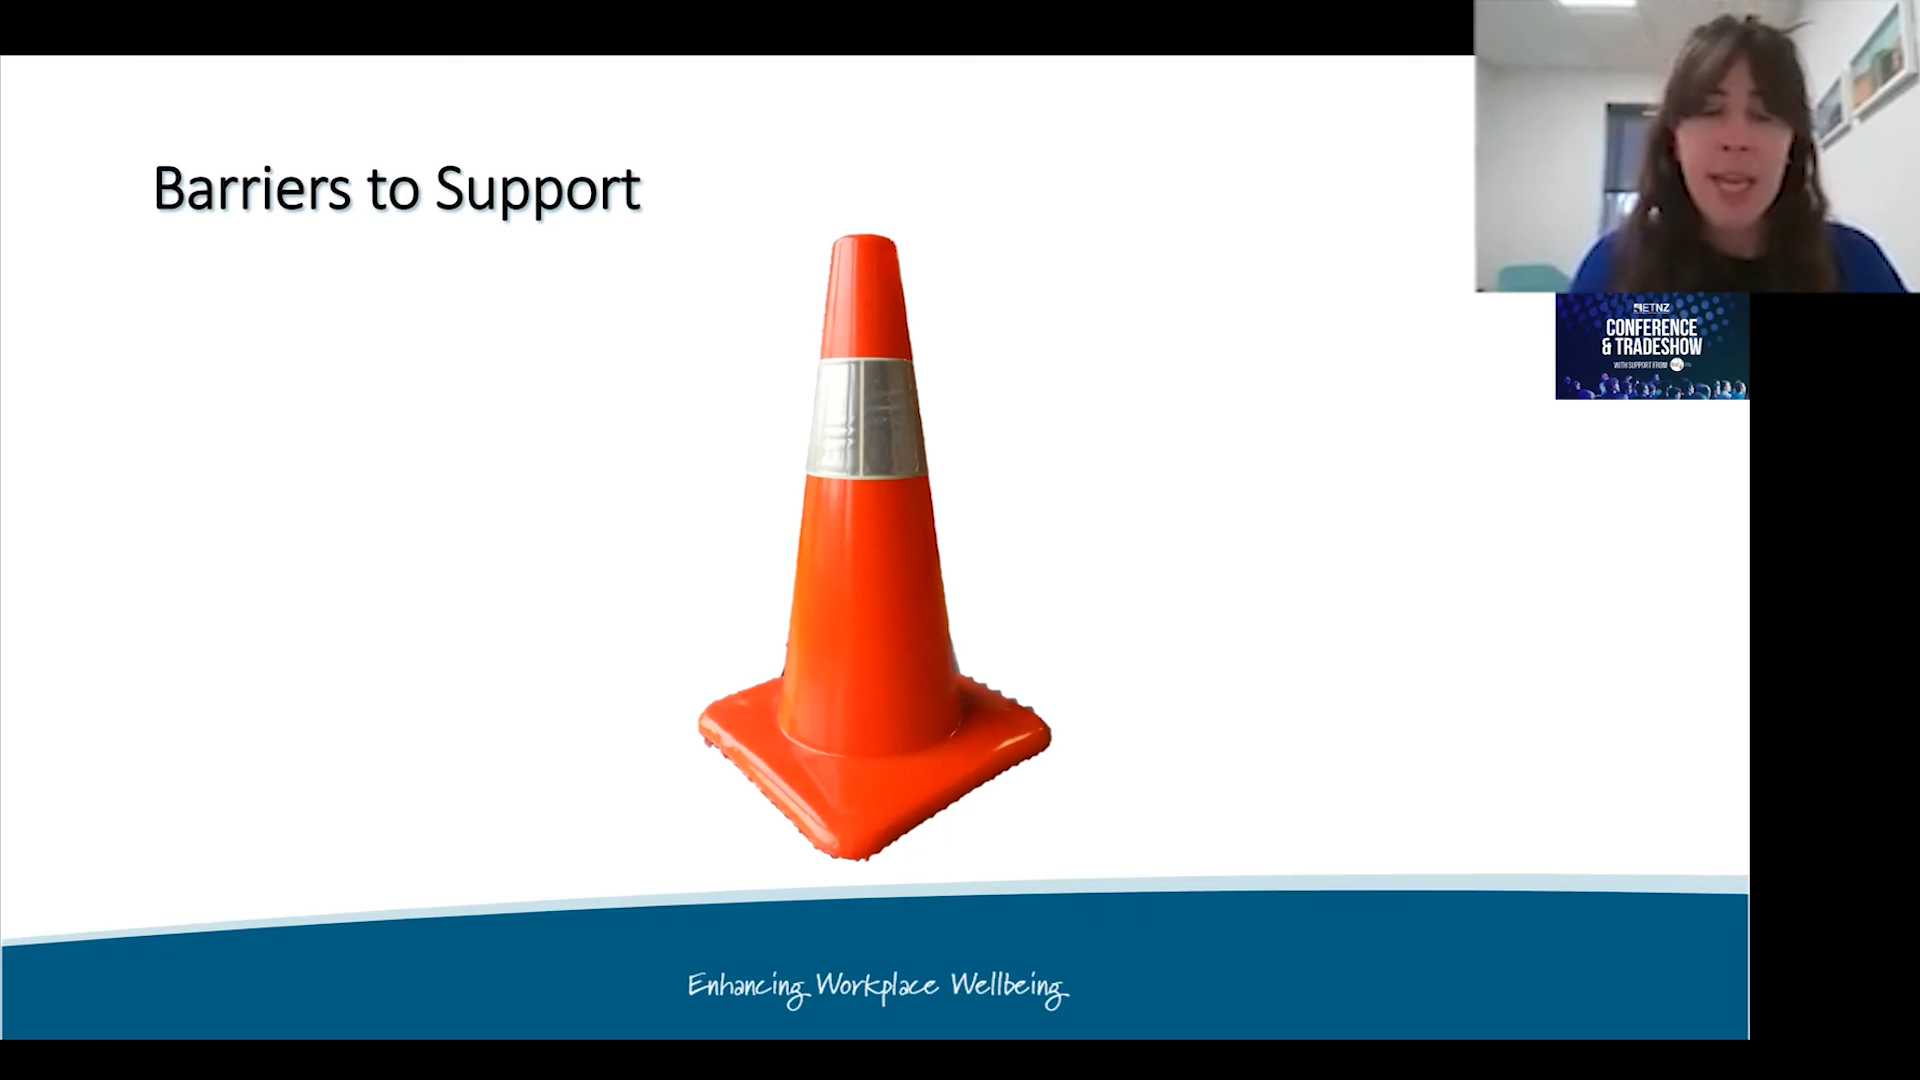 Barriers to Support
ETNZ
CONFERENCE
& TRADESHOW
WITH SUPPORT FROM
Enhancing Workplace Wellbeing